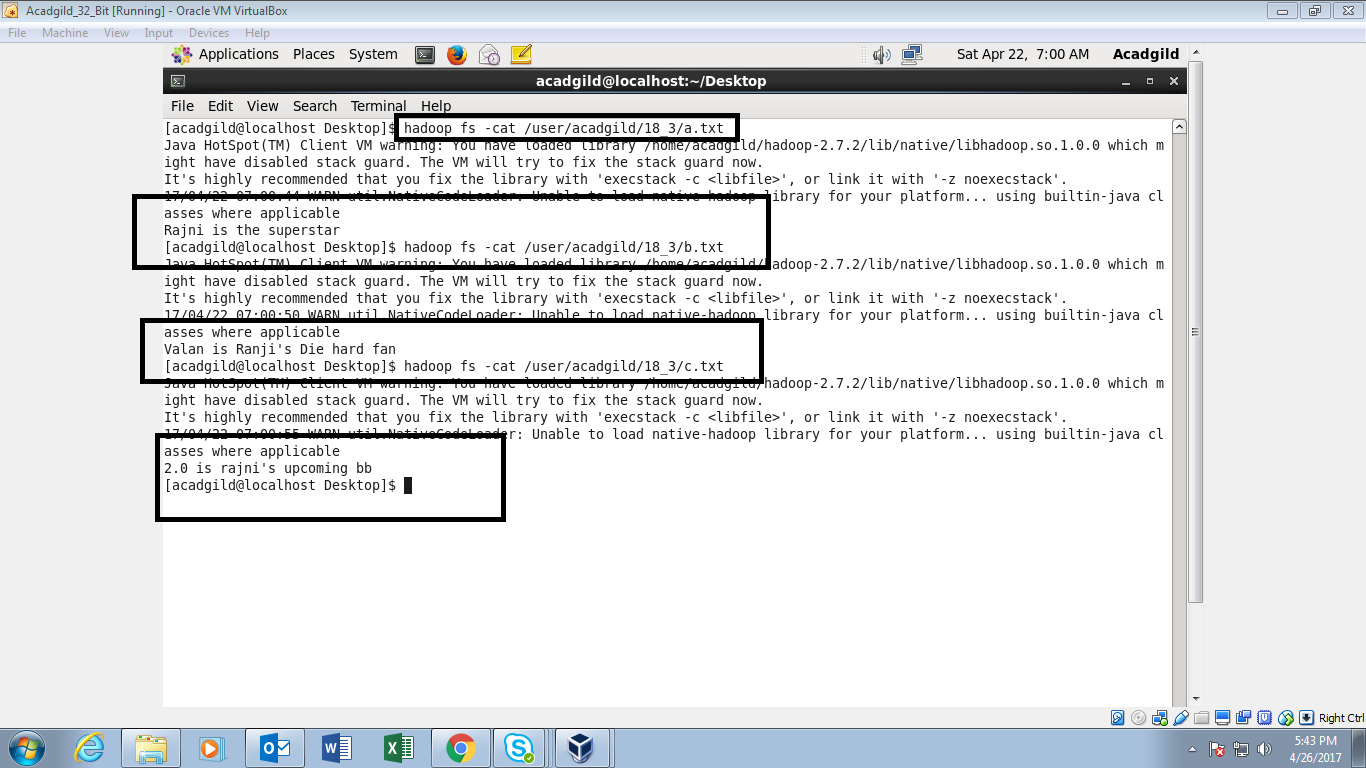 Acadgild_32_Bit [Running] - Oracle VM VirtualBox
File Machine View Input Devices Help
Applications Places System Sat Apr 22, 7:00 AM Acadgild
acadgild@localhost:~/Desktop
File Edit View Search Terminal Help
[acadgild@localhost Desktop]$ hadoop fs -cat /user/acadgild/18_3/a.txt
Java HotSpot(TM) Client VM warning: You have loaded library /home/acadgild/hadoop-2.7.2/lib/native/libhadoop.so.1.0.0 which m
ight have disabled stack guard. The VM will try to fix the stack guard now.
It's highly recommended that you fix the library with 'execstack -c <libfile>', or link it with '-z noexecstack'.
17/04/22 07:00:44 WARN util.NativeCodeLoader: Unable to load native-hadoop library for your platform... using builtin-java cl
asses where applicable
Rajni is the superstar
[acadgild@localhost Desktop]$ hadoop fs -cat /user/acadgild/18_3/b.txt
Java HotSpot(TM) Client VM warning: You have loaded library /home/acadgild/hadoop-2.7.2/lib/native/libhadoop.so.1.0.0 which m
ight have disabled stack guard. The VM will try to fix the stack guard now.
It's highly recommended that you fix the library with 'execstack -c <libfile>', or link it with '-z noexecstack'.
17/04/22 07:00:50 WARN util.NativeCodeLoader: Unable to load native-hadoop library for your platform... using builtin-java cl
asses where applicable
Valan is Ranji's Die hard fan
[acadgild@localhost Desktop]$ hadoop fs -cat /user/acadgild/18_3/c.txt
Java HotSpot(TM) Client VM warning: You have loaded library /home/acadgild/hadoop-2.7.2/lib/native/libhadoop.so.1.0.0 which m
ight have disabled stack guard. The VM will try to fix the stack guard now.
It's highly recommended that you fix the library with 'execstack -c <libfile>', or link it with '-z noexecstack'.
17/04/22 07:00:55 WARN util.NativeCodeLoader: Unable to load native-hadoop library for your platform... using builtin-java cl
asses where applicable
2.0 is rajni's upcoming bb
[acadgild@localhost Desktop]$
Right Ctrl
5:43 PM
4/26/2017